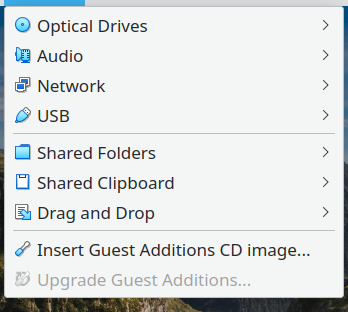 Optical Drives
Audio
Network
USB
Shared Folders
Shared Clipboard
Drag and Drop
Insert Guest Additions CD image...
Upgrade Guest Additions...